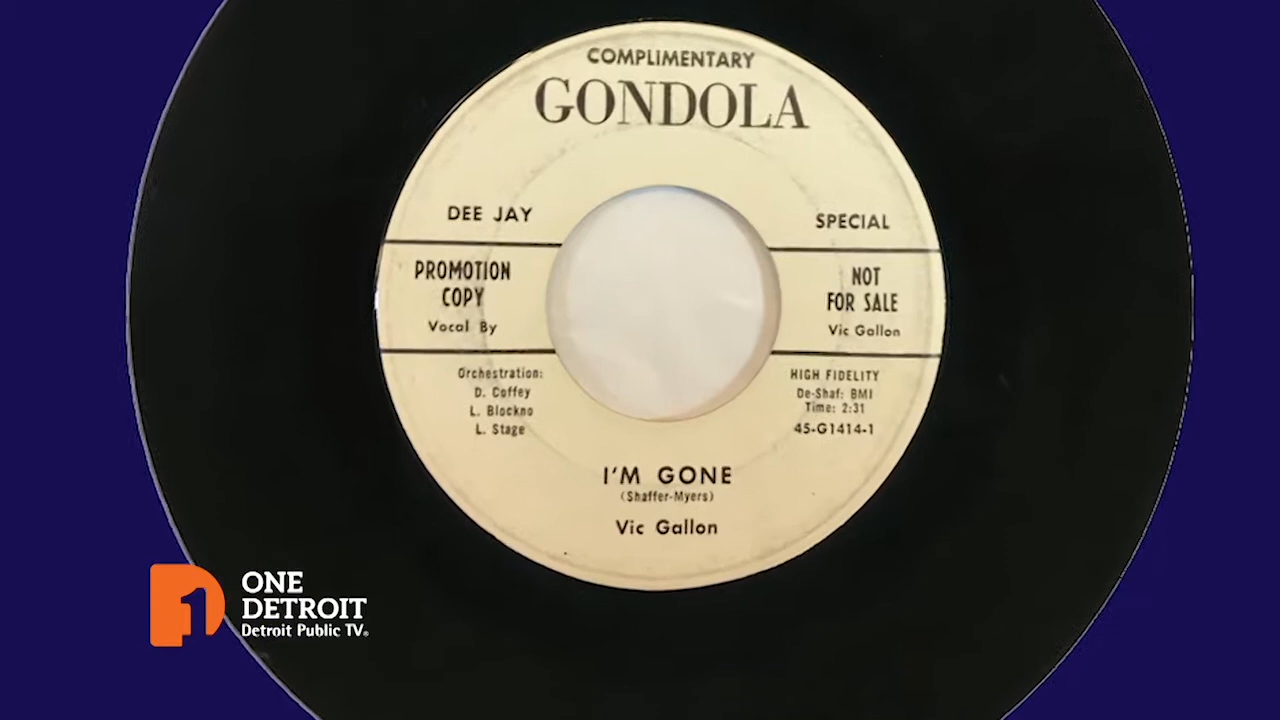 COMPLIMENTARY
GONDOLA
DEE JAY
SPECIAL
PROMOTION
COPY
Vocal By
NOT
FOR SALE
Vic Gallon
Orchestration:
D. Coffey
L. Blockno
L. Stage
HIGH FIDELITY
De-Shaf: BMI
Time: 2:31
45-G1414-1
I'M GONE
(Shaffer-Myers)
Vic Gallon
1
ONE
DETROIT
Detroit Public TV®